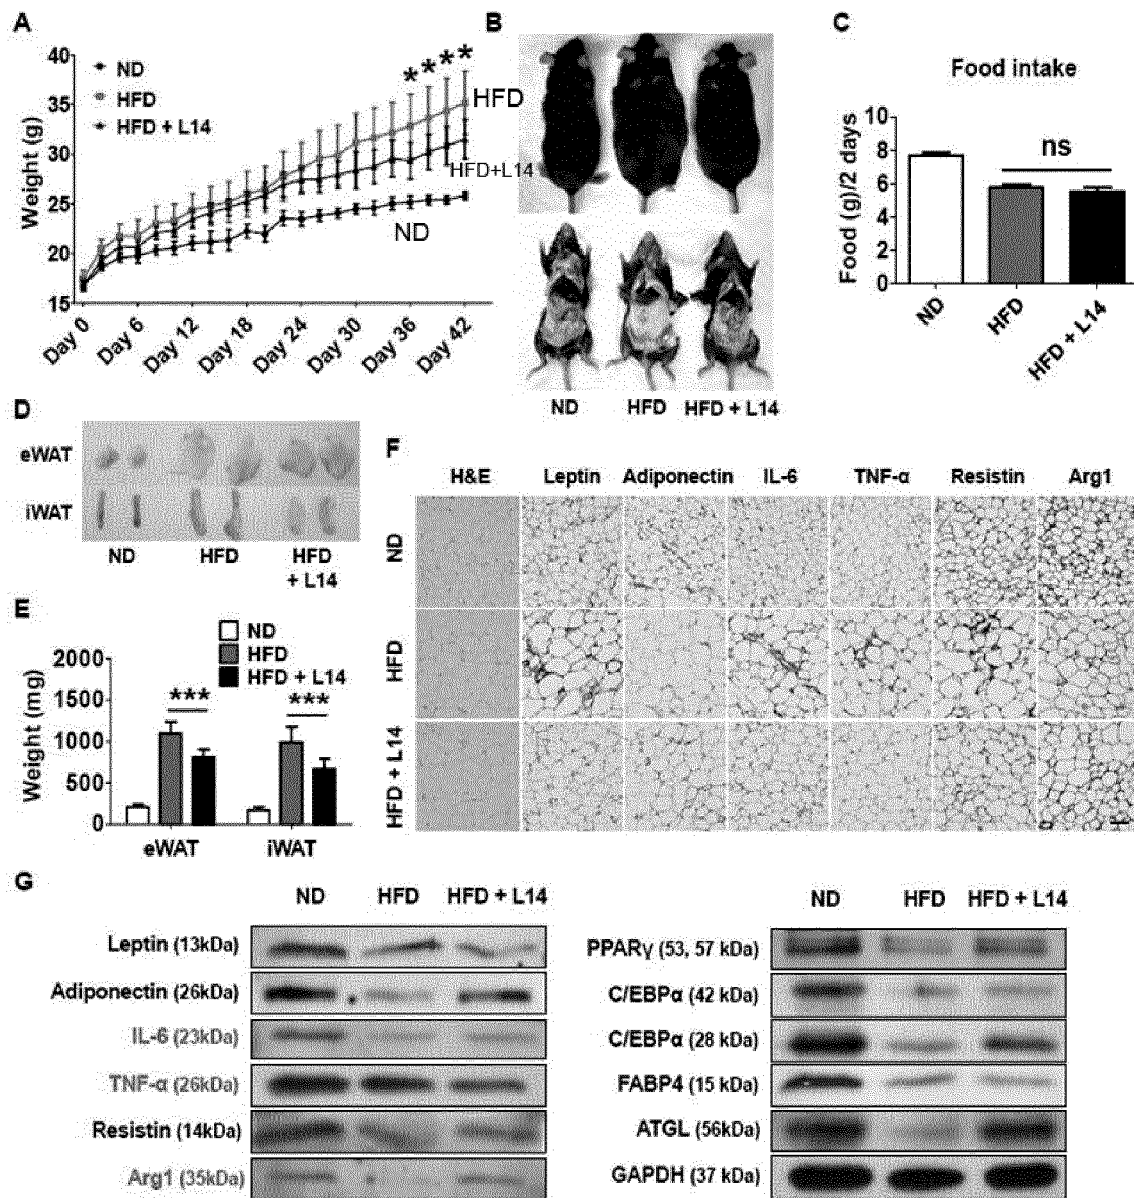 A
Weight (g)
40
35
30
25
20
15
ND
HFD
HFD + L14
****
HFD
HFD+L14
ND
Day 0
Day 6
Day 12
Day 18
Day 24
Day 30
Day 36
Day 42
B
ND HFD HFD + L14
C
Food intake
Food (g)/2 days
10
8
6
4
2
0
ns
ND
HFD
HFD + L14
D
eWAT
iWAT
ND HFD HFD
+ L14
E
ND
HFD
HFD + L14
Weight (mg)
2000
1500
1000
500
0
*** ***
eWAT iWAT
F
H&E Leptin Adiponectin IL-6 TNF-α Resistin Arg1
ND
HFD
HFD + L14
G
ND HFD HFD + L14
Leptin (13kDa)
Adiponectin (26kDa)
IL-6 (23kDa)
TNF-α (26kDa)
Resistin (14kDa)
Arg1 (35kDa)
ND HFD HFD + L14
PPARγ (53, 57 kDa)
C/EBPα (42 kDa)
C/EBPα (28 kDa)
FABP4 (15 kDa)
ATGL (56kDa)
GAPDH (37 kDa)